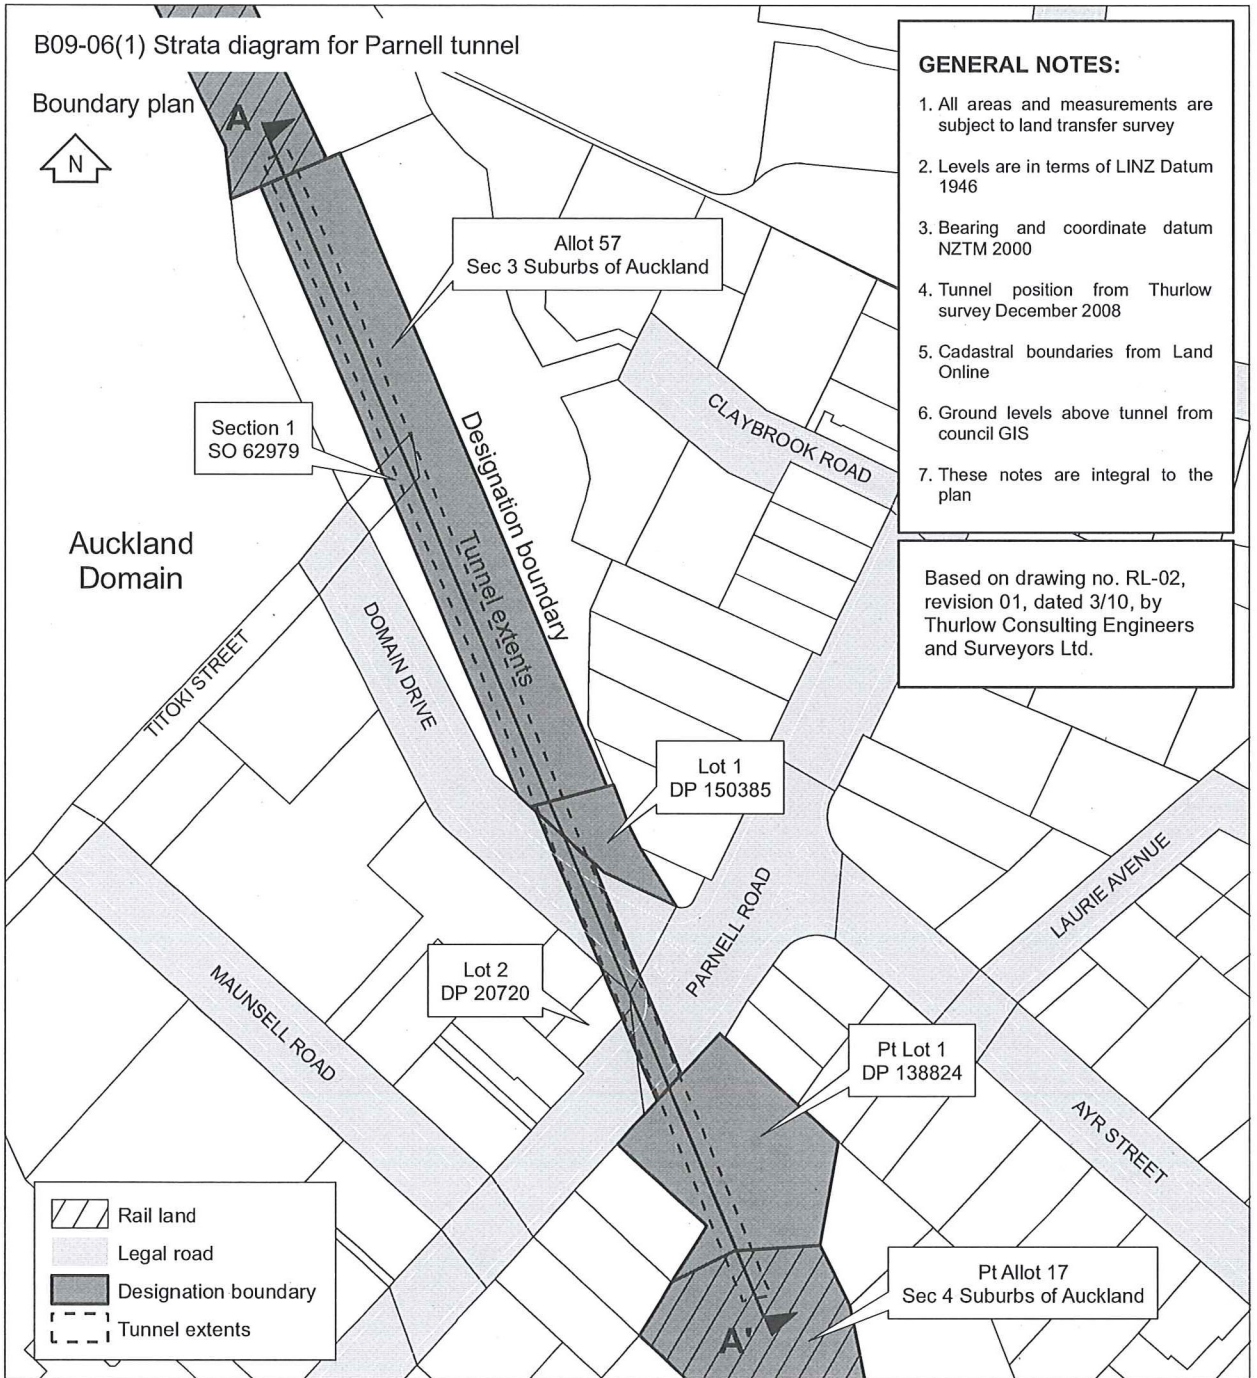 B09-06(1) Strata diagram for Parnell tunnel
Boundary plan
N
A
GENERAL NOTES:
1. All areas and measurements are
subject to land transfer survey
2. Levels are in terms of LINZ Datum
1946
3. Bearing and coordinate datum
NZTM 2000
4. Tunnel position from Thurlow
survey December 2008
5. Cadastral boundaries from Land
Online
6. Ground levels above tunnel from
council GIS
7. These notes are integral to the
plan
Based on drawing no. RL-02,
revision 01, dated 3/10, by
Thurlow Consulting Engineers
and Surveyors Ltd.
Allot 57
Sec 3 Suburbs of Auckland
CLAYBROOK ROAD
Section 1
SO 62979
Designation boundary
Tunnel extents
Auckland
Domain
DOMAIN DRIVE
TITOKI STREET
Lot 1
DP 150385
LAURIE AVENUE
PARNELL ROAD
Lot 2
DP 20720
MAUNSELL ROAD
Pt Lot 1
DP 138824
AYR STREET
Pt Allot 17
Sec 4 Suburbs of Auckland
A'
Rail land
Legal road
Designation boundary
Tunnel extents